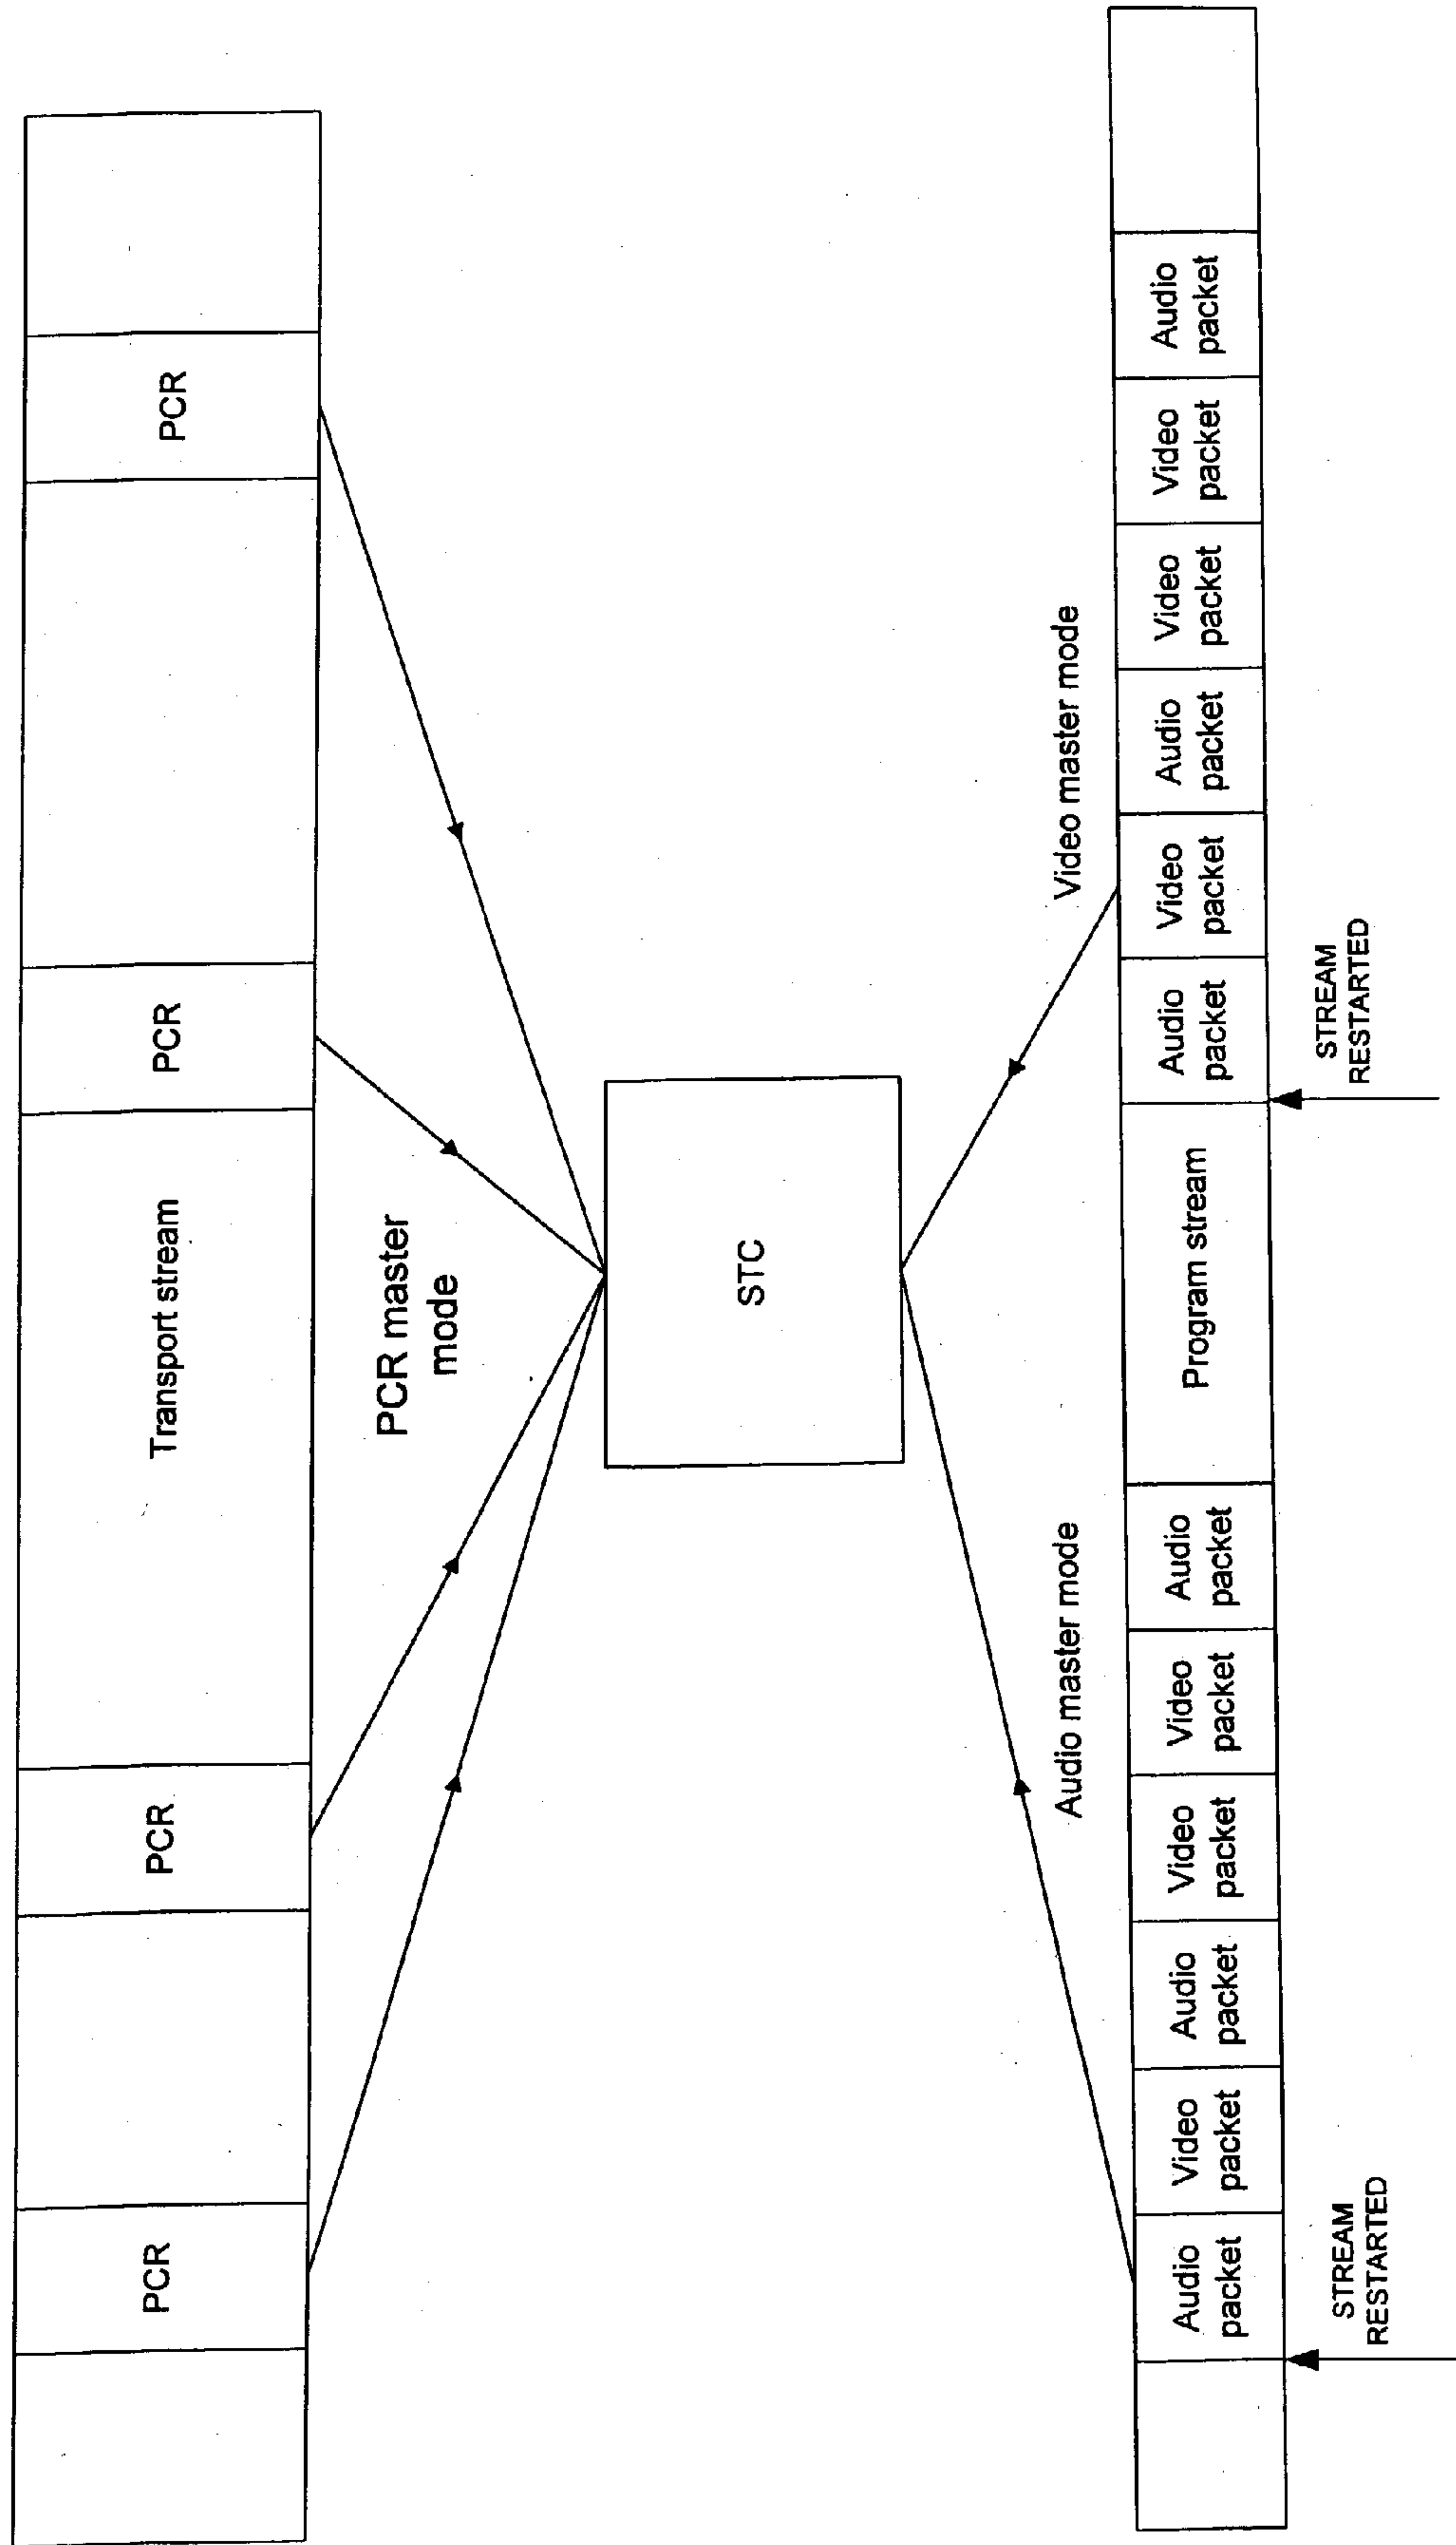 PCR
PCR
Transport stream
PCR
PCR
PCR master
mode
STC
Audio master mode
Video master mode
Audio
packet
Video
packet
Audio
packet
Video
packet
Video
packet
Audio
packet
Program stream
Audio
packet
Video
packet
Audio
packet
Video
packet
Video
packet
Audio
packet
STREAM
RESTARTED
STREAM
RESTARTED